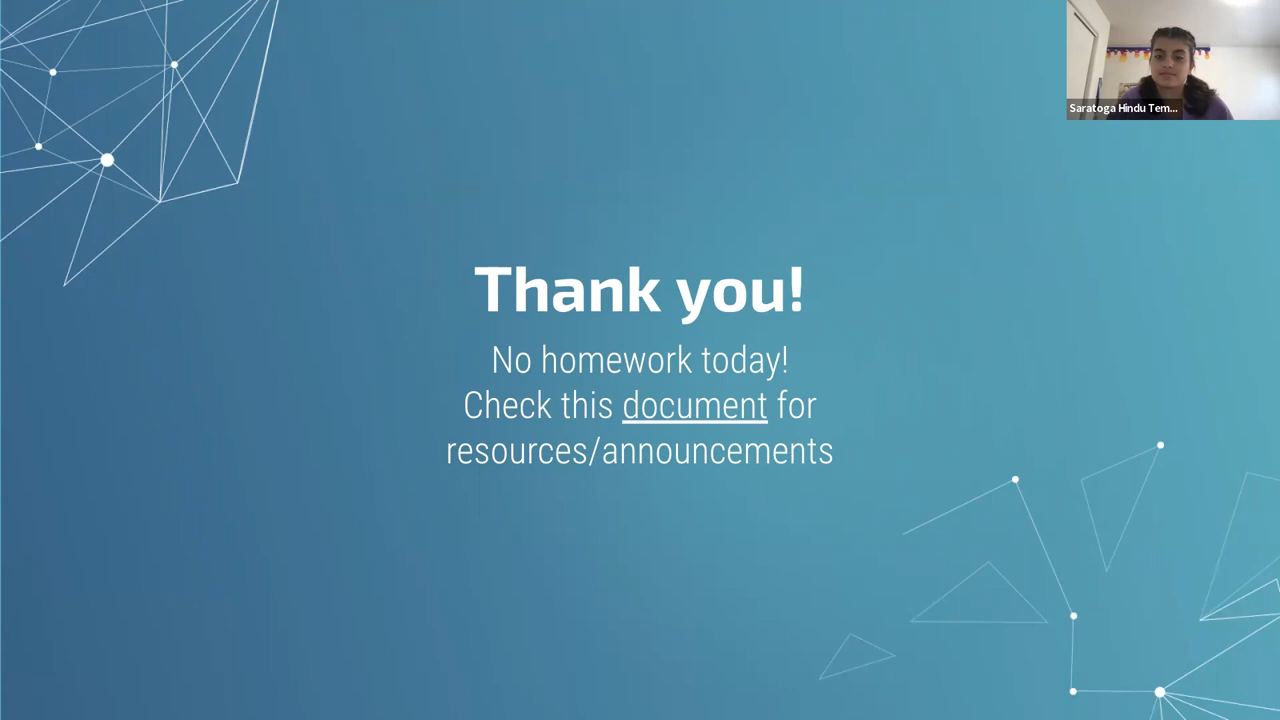 Saratoga Hindu Tem...
Thank you!
No homework today!
Check this document for
resources/announcements